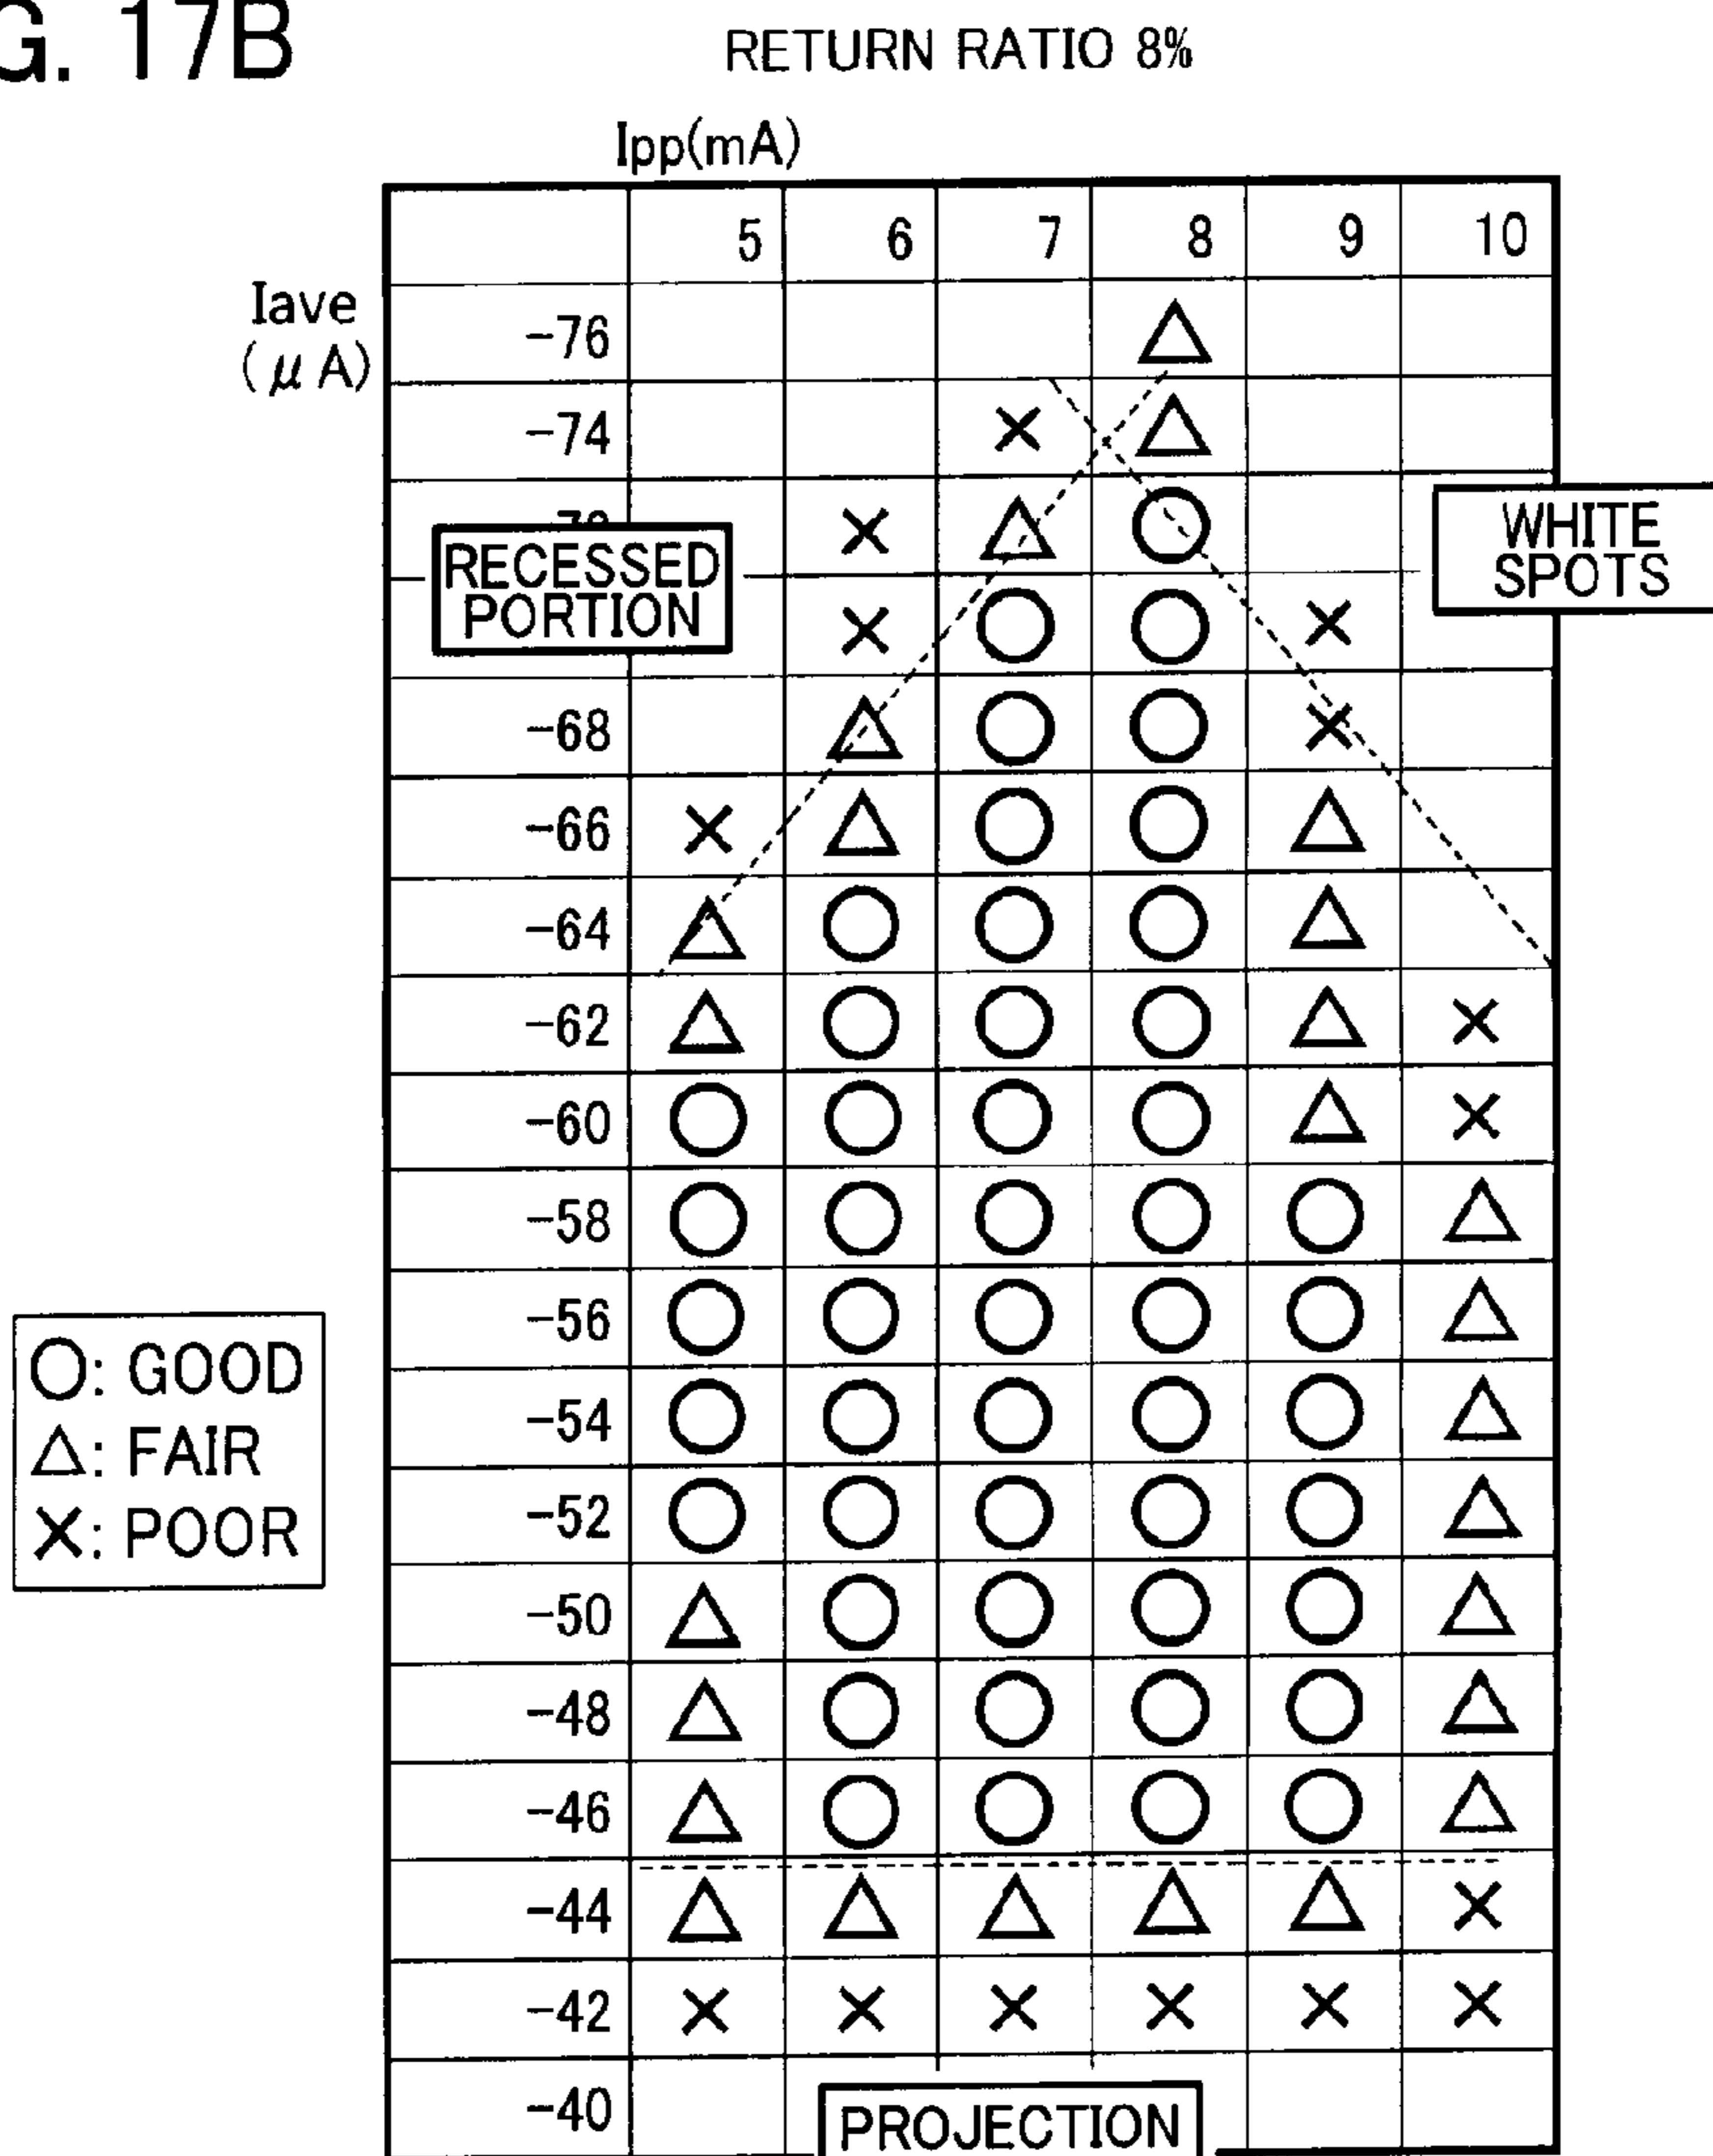 G. 17B
RETURN RATIO 8%
Ipp(mA)
5 6 7 8 9 10
Iave
(μA)
-76 △
-74 × △
× △ ○
WHITE
SPOTS
RECESSED
PORTION
× ○ ○ ×
-68 △ ○ ○ ×
-66 × △ ○ ○ △
-64 △ ○ ○ ○ △
-62 △ ○ ○ ○ △ ×
-60 ○ ○ ○ ○ △ ×
-58 ○ ○ ○ ○ ○ △
-56 ○ ○ ○ ○ ○ △
-54 ○ ○ ○ ○ ○ △
-52 ○ ○ ○ ○ ○ △
-50 △ ○ ○ ○ ○ △
-48 △ ○ ○ ○ ○ △
-46 △ ○ ○ ○ ○ △
-44 △ △ △ △ △ ×
-42 × × × × × ×
-40
PROJECTION
○: GOOD
△: FAIR
×: POOR